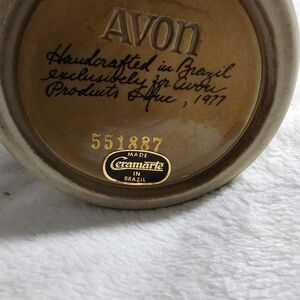 AVON
Handcrafted in Brazil
exclusively for Avon
Products Inc., 1977
551887
MADE
Ceramarte
IN
BRAZIL